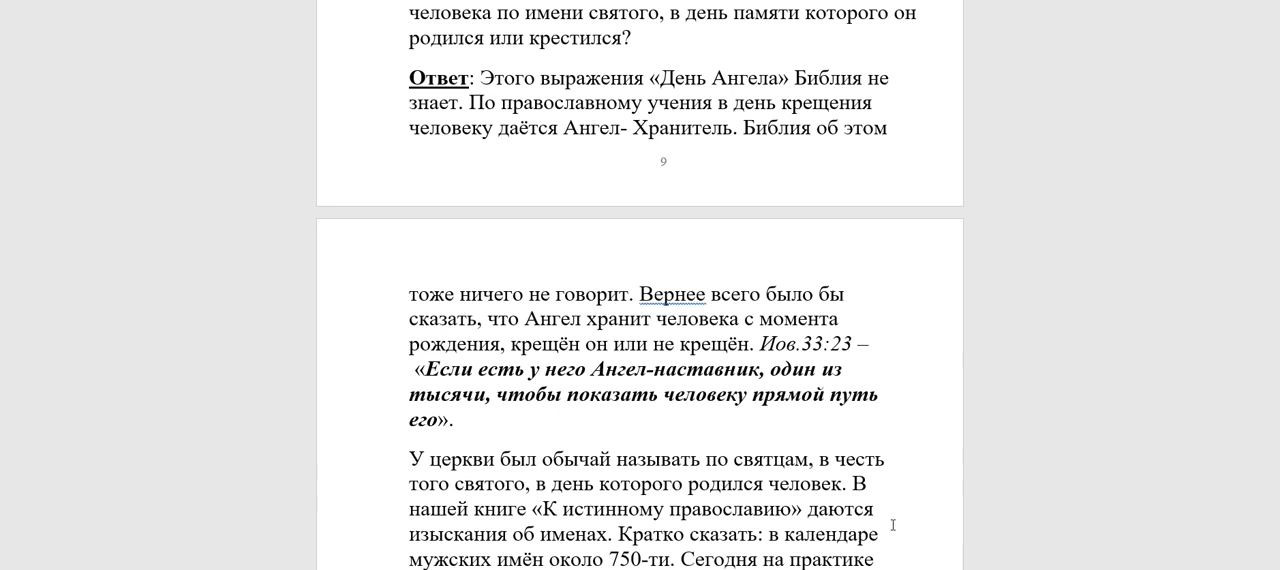 человека по имени святого, в день памяти которого он
родился или крестился?
Ответ: Этого выражения «День Ангела» Библия не
знает. По православному учения в день крещения
человеку даётся Ангел- Хранитель. Библия об этом
9
тоже ничего не говорит. Вернее всего было бы
сказать, что Ангел хранит человека с момента
рождения, крещён он или не крещён. Иов.33:23 –
«Если есть у него Ангел-наставник, один из
тысячи, чтобы показать человеку прямой путь
его».
У церкви был обычай называть по святцам, в честь
того святого, в день которого родился человек. В
нашей книге «К истинному православию» даются
изыскания об именах. Кратко сказать: в календаре
мужских имён около 750-ти. Сегодня на практике